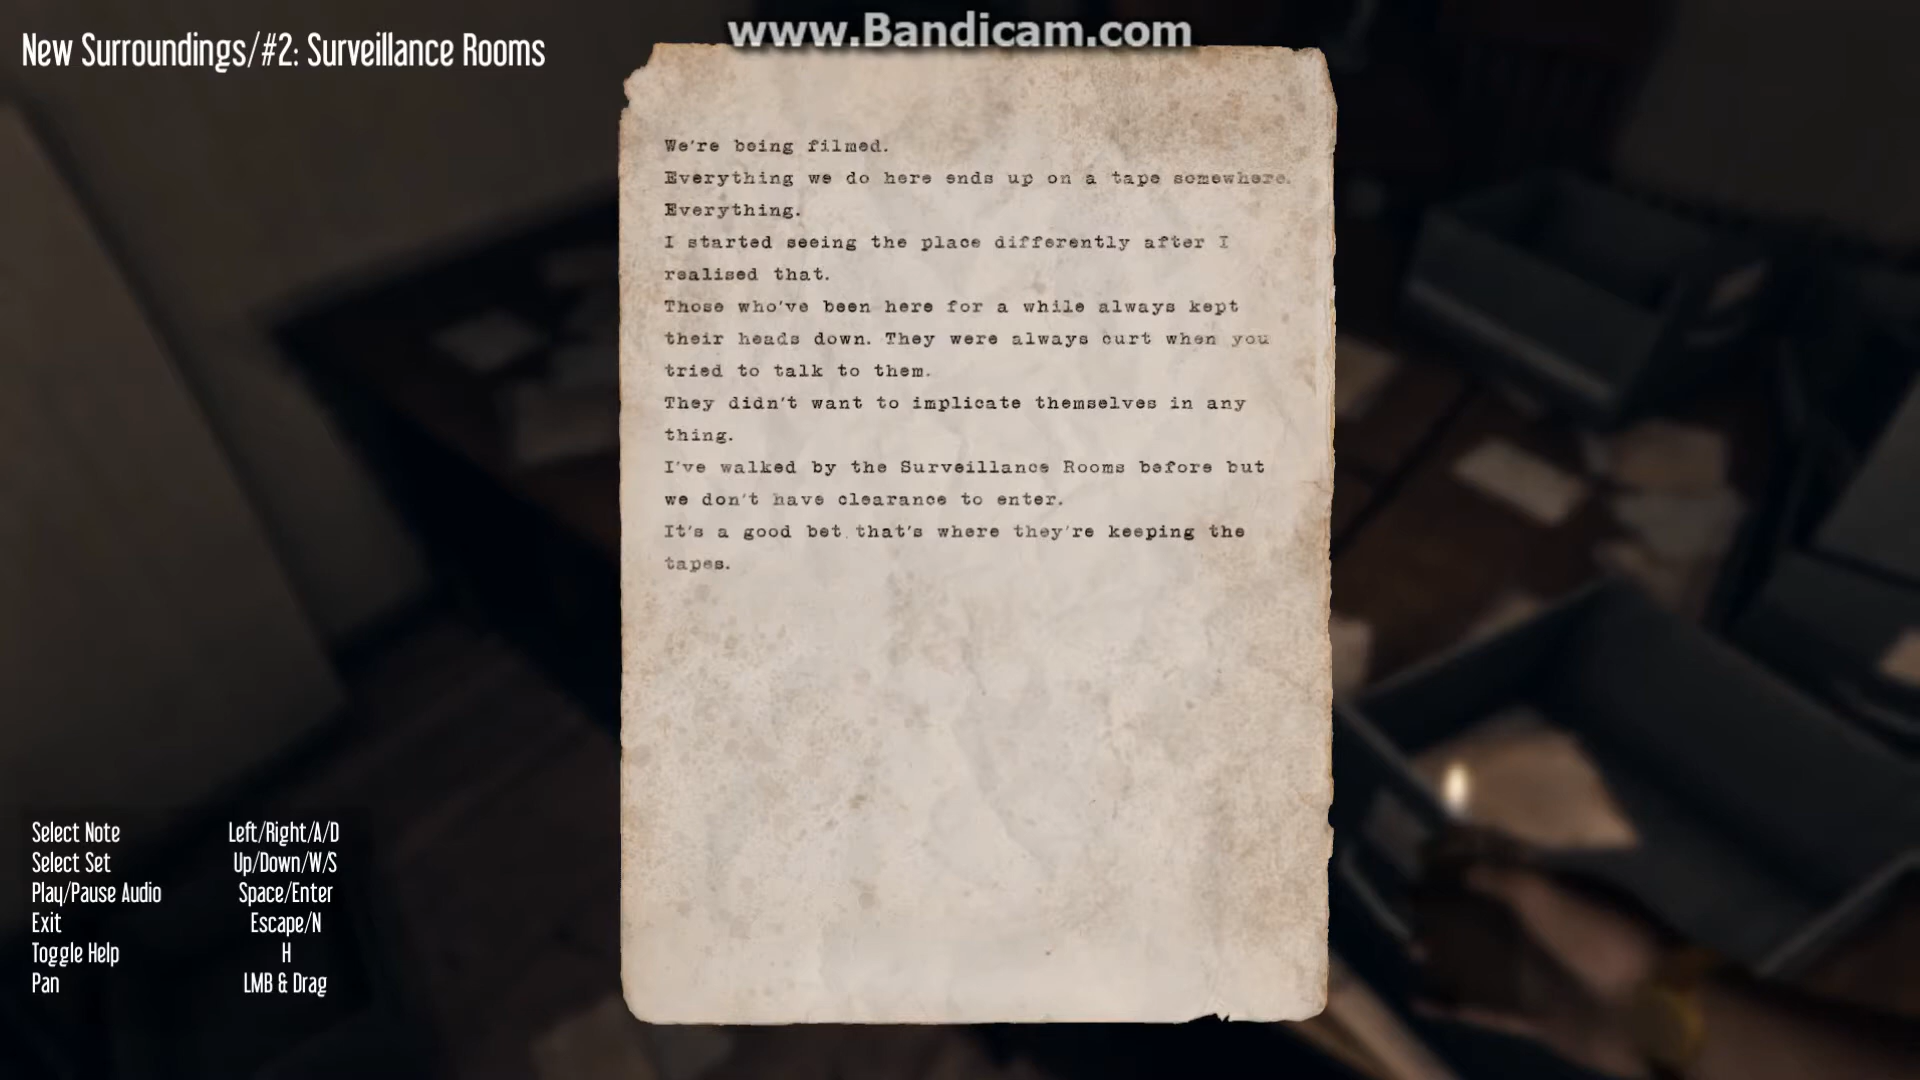 www.Bandicam.com
New Surroundings/#2: Surveillance Rooms
We're being filmed.
Everything we do here ends up on a tape somewhere.
Everything.
I started seeing the place differently after I
realised that.
Those who've been here for a while always kept
their heads down. They were always curt when you
tried to talk to them.
They didn't want to implicate themselves in any
thing.
I've walked by the Surveillance Rooms before but
we don't have clearance to enter.
It's a good bet that's where they're keeping the
tapes.
Select Note Left/Right/A/D
Select Set Up/Down/W/S
Play/Pause Audio Space/Enter
Exit Escape/N
Toggle Help H
Pan LMB & Drag